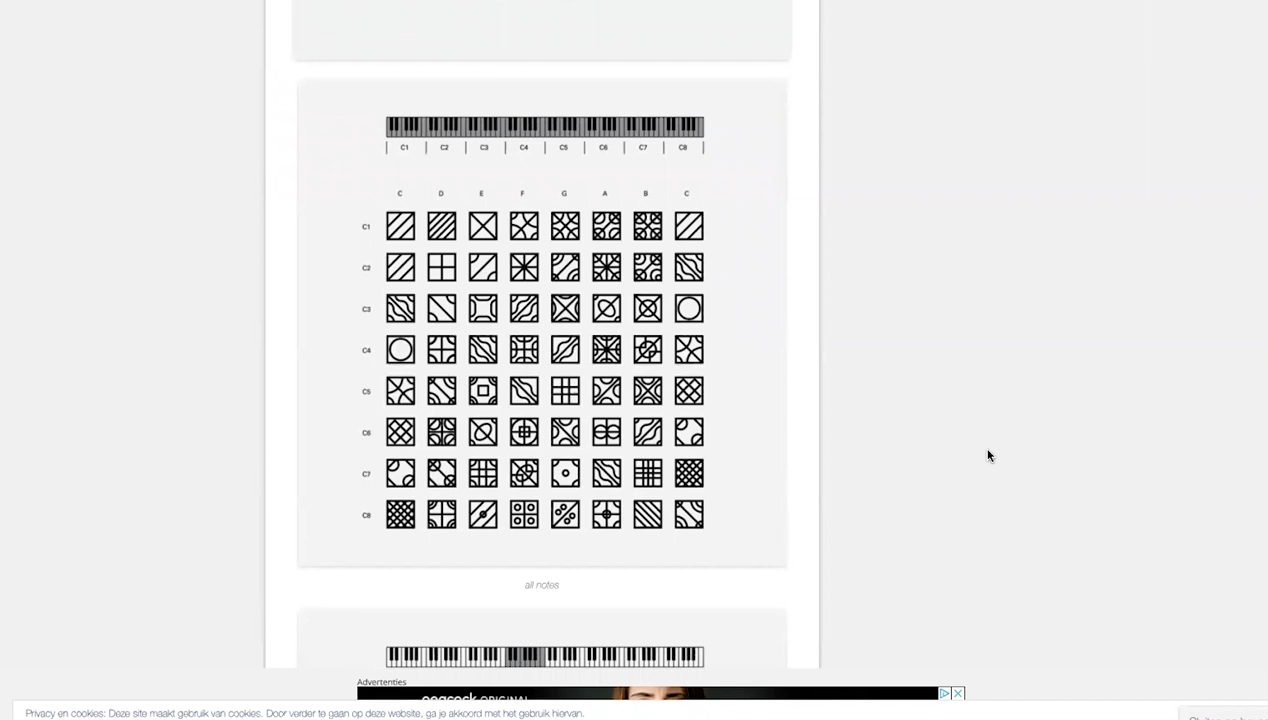 C1 C2 C3 C4 C5 C6 C7 C8
C D E F G A B C
C1
C2
C3
C4
C5
C6
C7
C8
all notes
Advertenties
peacock ORIGINAL
Privacy en cookies: Deze site maakt gebruik van cookies. Door verder te gaan op deze website, ga je akkoord met het gebruik hiervan.